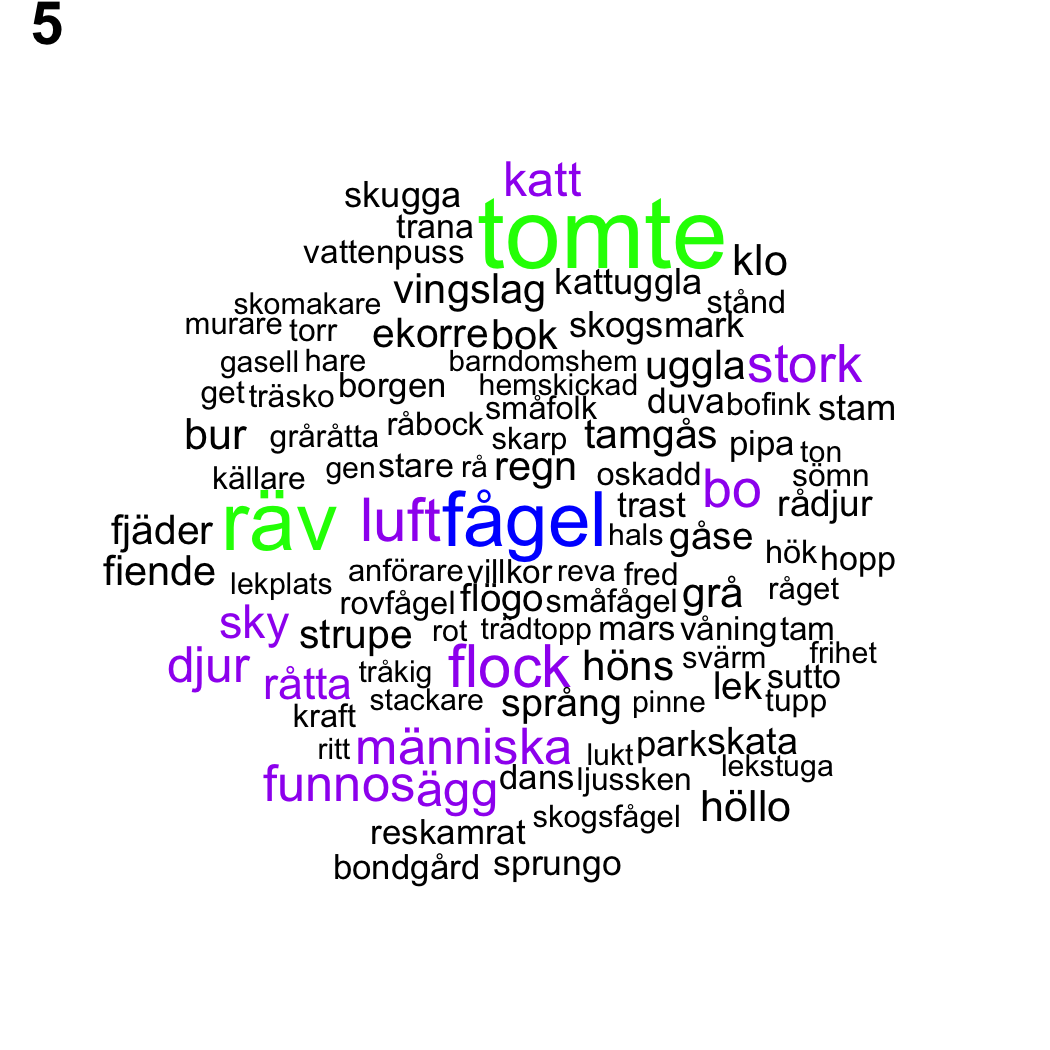 5
katt
skugga
trana tomte
vattenpuss klo
vingslag kattuggla
skomakare stånd
murare torr ekorre bok skogsmark
gasell hare barndomshem uggla stork
get träsko borgen hemskickad duva bofink stam
småfolk
bur gråråtta råbock skarp tamgås pipa ton
källare gen stare rå regn oskadd bo sömn
fjäder räv luft fågel trast rådjur
hals gåse hök hopp
fiende lekplats anförare villkor reva fred råget
rovfågel flögo småfågel grå
sky strupe rot trädtopp mars våning tam
djur råtta tråkig flock höns svärm frihet
stackare språng pinne lek sutto
kraft tupp
ritt människa lukt park skata
funnos ägg dans ljussken lekstuga
skogsfågel höllo
reskamrat
bondgård sprungo